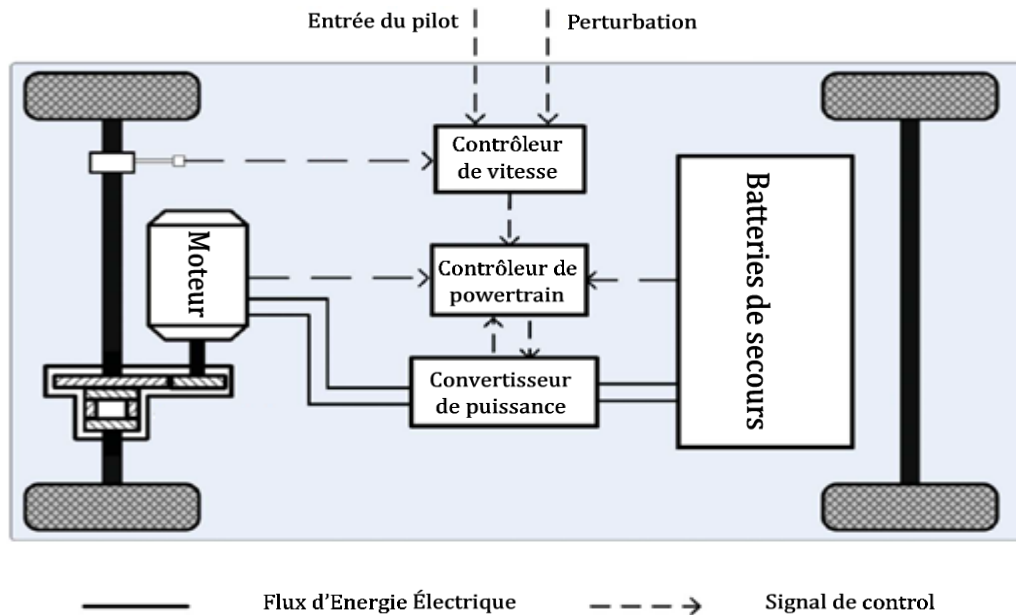 Entrée du pilot
Perturbation
Contrôleur
de vitesse
Moteur
Contrôleur de
powertrain
Batteries de secours
Convertisseur
de puissance
Flux d'Energie Électrique
Signal de control